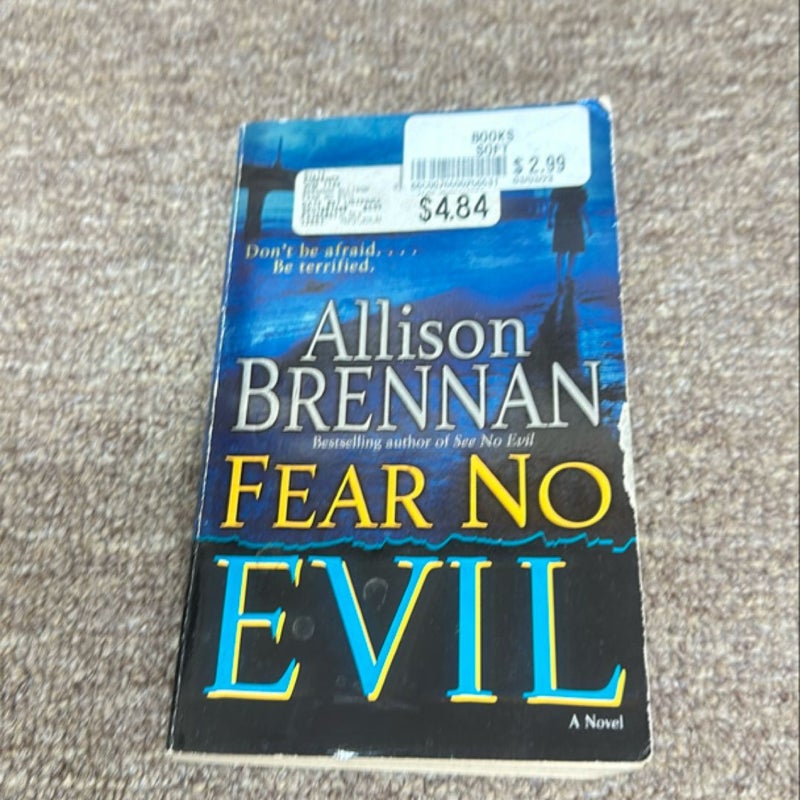 BOOKS
SOFT
$2.99
$4.84
Don't be afraid. . . .
Be terrified.
Allison
BRENNAN
Bestselling author of See No Evil
FEAR NO
EVIL
A Novel